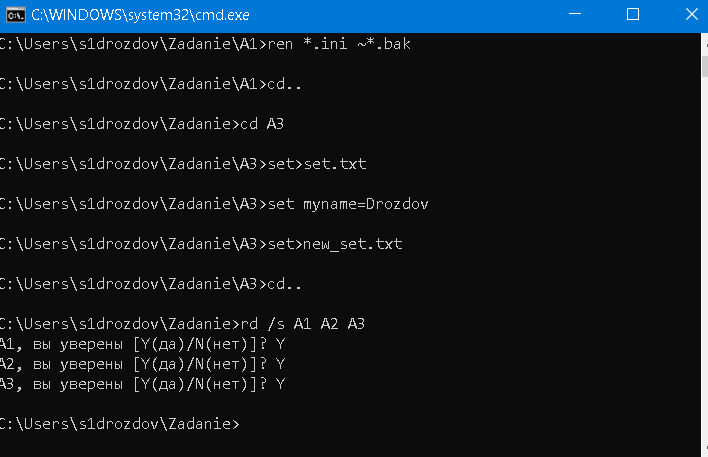 C:\WINDOWS\system32\cmd.exe
C:\Users\s1drozdov\Zadanie\A1>ren *.ini ~*.bak
C:\Users\s1drozdov\Zadanie\A1>cd..
C:\Users\s1drozdov\Zadanie>cd A3
C:\Users\s1drozdov\Zadanie\A3>set>set.txt
C:\Users\s1drozdov\Zadanie\A3>set myname=Drozdov
C:\Users\s1drozdov\Zadanie\A3>set>new_set.txt
C:\Users\s1drozdov\Zadanie\A3>cd..
C:\Users\s1drozdov\Zadanie>rd /s A1 A2 A3
A1, вы уверены [Y(да)/N(нет)]? Y
A2, вы уверены [Y(да)/N(нет)]? Y
A3, вы уверены [Y(да)/N(нет)]? Y
C:\Users\s1drozdov\Zadanie>